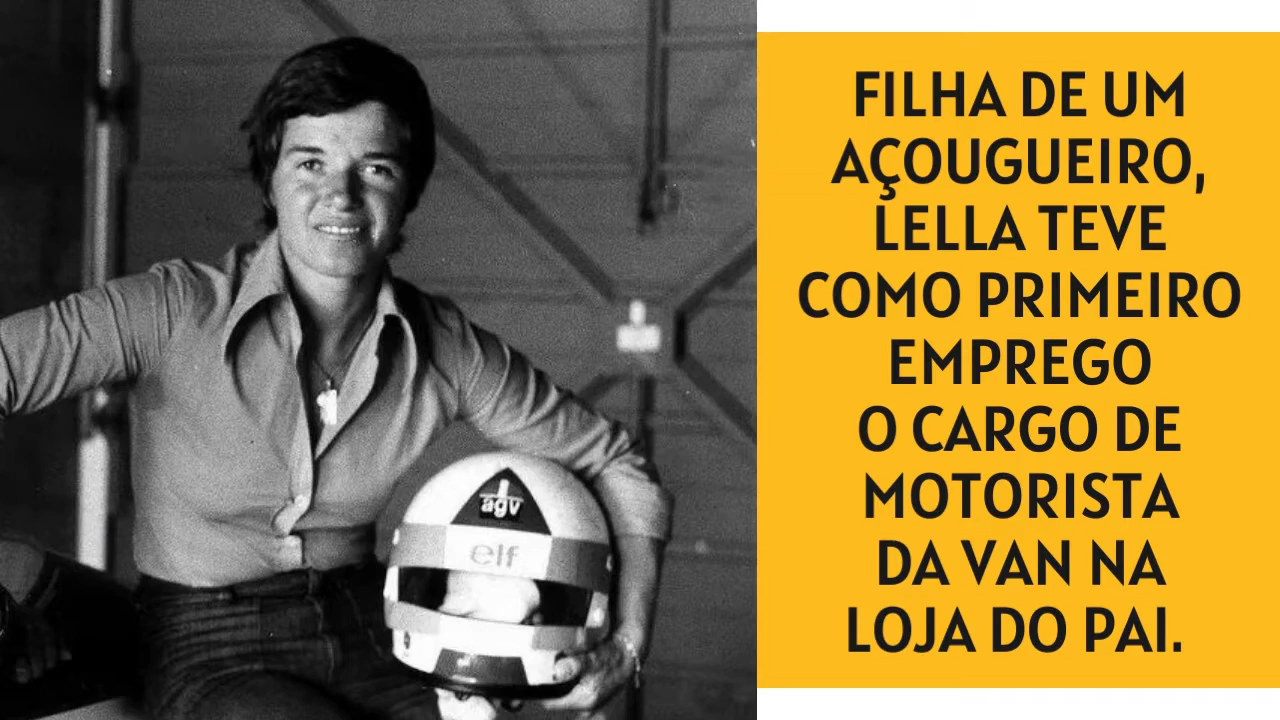 FILHA DE UM
AÇOUGUEIRO,
LELLA TEVE
COMO PRIMEIRO
EMPREGO
O CARGO DE
MOTORISTA
DA VAN NA
LOJA DO PAI.
agv
elf